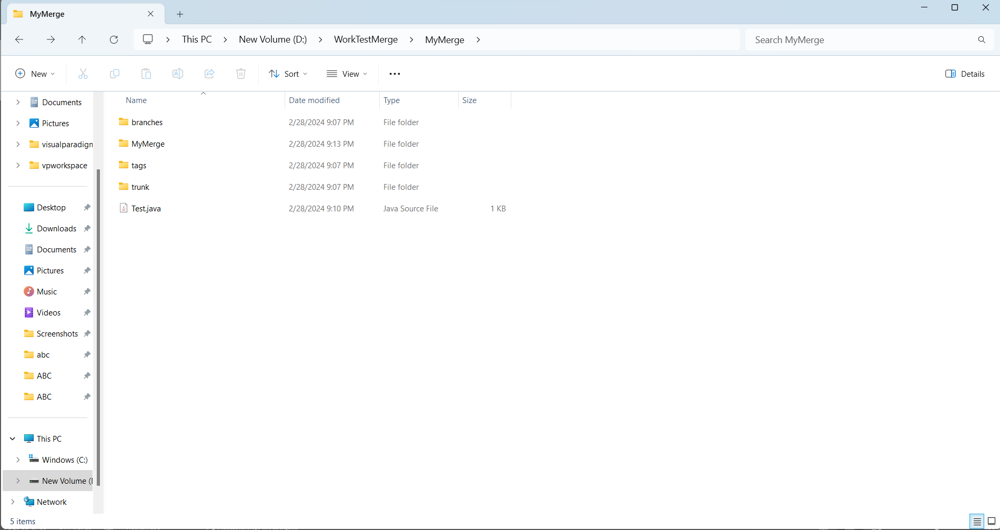 MyMerge
This PC > New Volume (D:) > WorkTestMerge > MyMerge >
Search MyMerge
New Sort View ••• Details
Documents
Pictures
visualparadign
vpworkspace
Desktop
Downloads
Documents
Pictures
Music
Videos
Screenshots
abc
ABC
ABC
This PC
Windows (C:)
New Volume (
Network
Name Date modified Type Size
branches 2/28/2024 9:07 PM File folder
MyMerge 2/28/2024 9:13 PM File folder
tags 2/28/2024 9:07 PM File folder
trunk 2/28/2024 9:07 PM File folder
Test.java 2/28/2024 9:10 PM Java Source File 1 KB
5 items